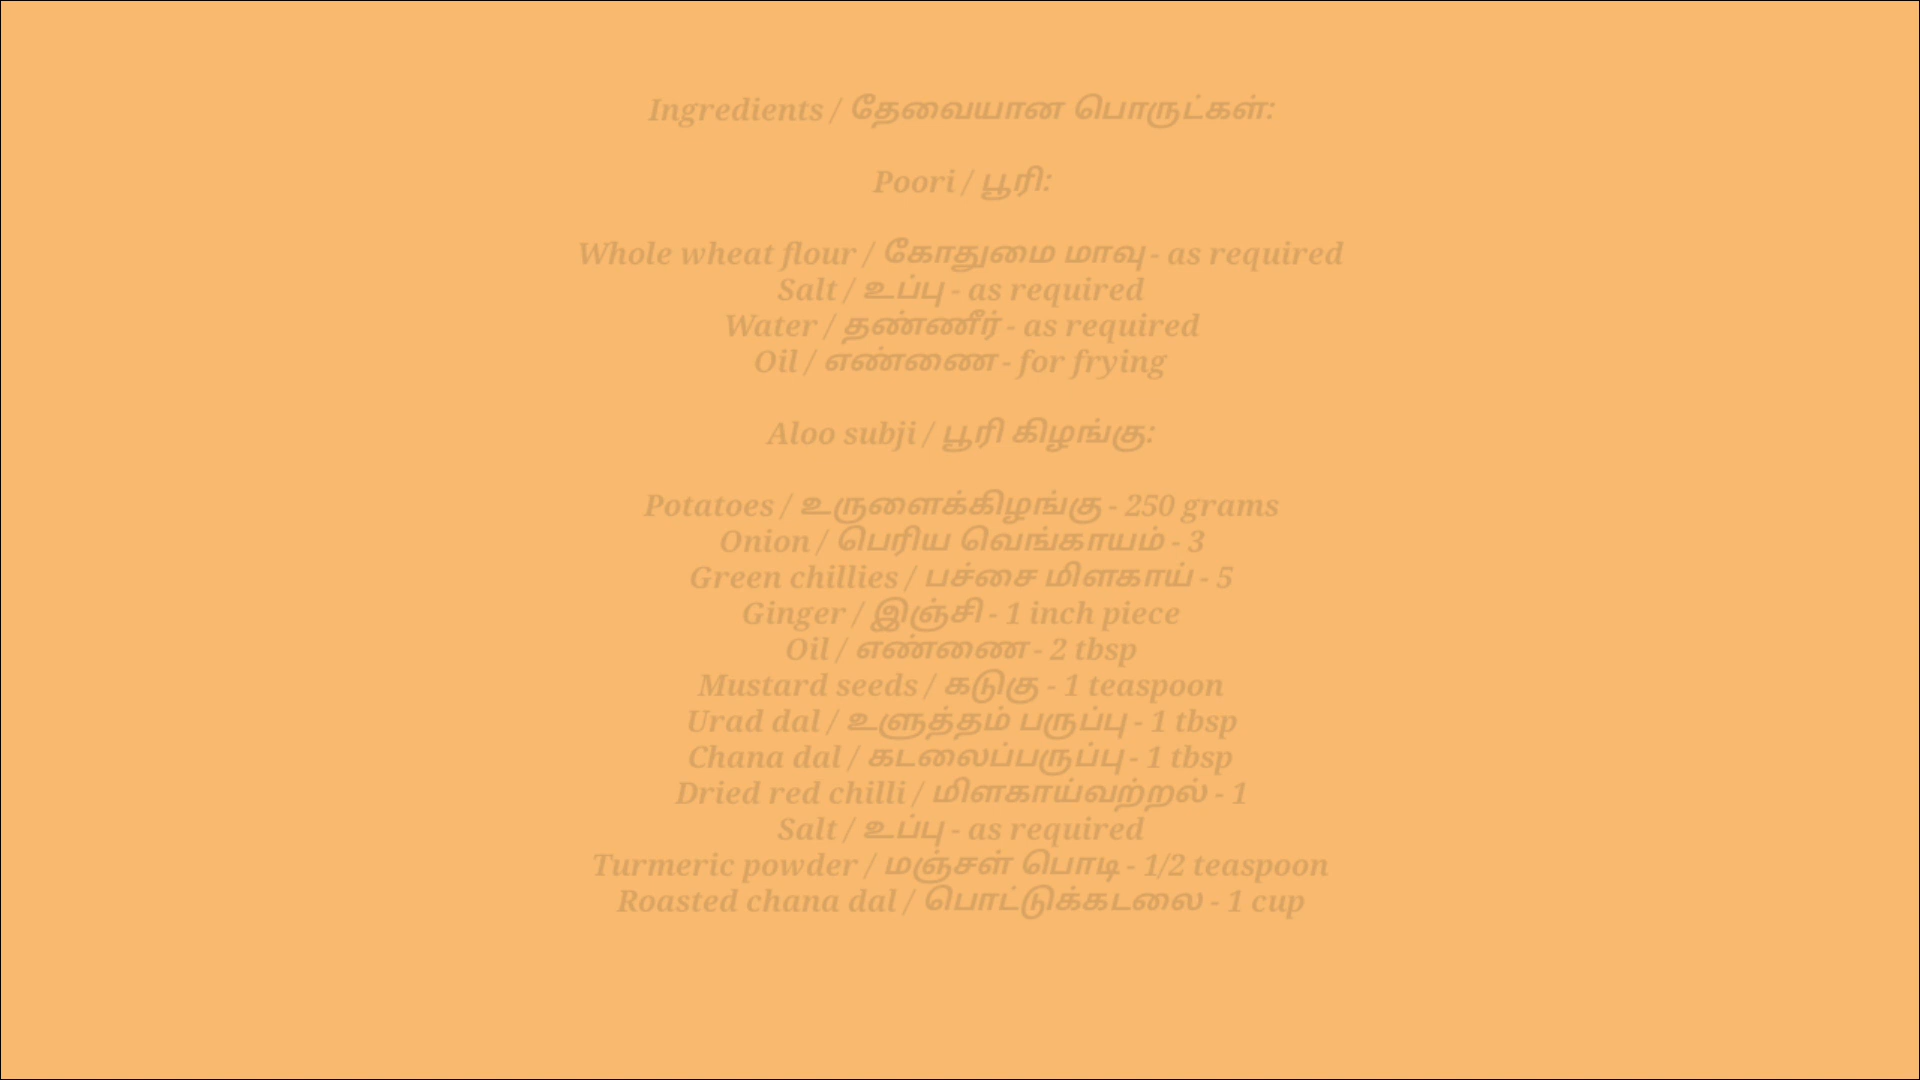 Ingredients / தேவையான பொருட்கள்:
Poori / பூரி:
Whole wheat flour / கோதுமை மாவு - as required
Salt / உப்பு - as required
Water / தண்ணீர் - as required
Oil / எண்ணை - for frying
Aloo subji / பூரி கிழங்கு:
Potatoes / உருளைக்கிழங்கு - 250 grams
Onion / பெரிய வெங்காயம் - 3
Green chillies / பச்சை மிளகாய் - 5
Ginger / இஞ்சி - 1 inch piece
Oil / எண்ணை - 2 tbsp
Mustard seeds / கடுகு - 1 teaspoon
Urad dal / உளுத்தம் பருப்பு - 1 tbsp
Chana dal / கடலைப்பருப்பு - 1 tbsp
Dried red chilli / மிளகாய்வற்றல் - 1
Salt / உப்பு - as required
Turmeric powder / மஞ்சள் பொடி - 1/2 teaspoon
Roasted chana dal / பொட்டுக்கடலை - 1 cup